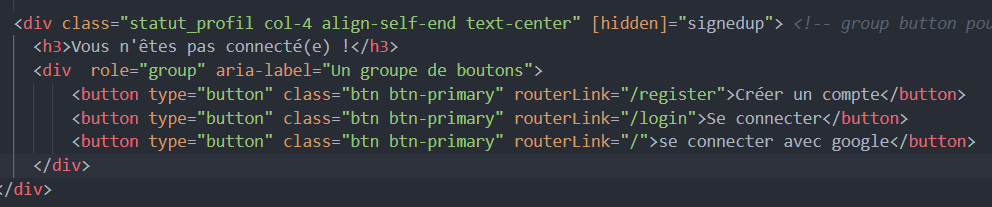 <div class="statut_profil col-4 align-self-end text-center" [hidden]="signedup"> <!-- group button pou
<h3>Vous n'êtes pas connecté(e) !</h3>
<div  role="group" aria-label="Un groupe de boutons">
<button type="button" class="btn btn-primary" routerLink="/register">Créer un compte</button>
<button type="button" class="btn btn-primary" routerLink="/login">Se connecter</button>
<button type="button" class="btn btn-primary" routerLink="/">se connecter avec google</button>
</div>
</div>